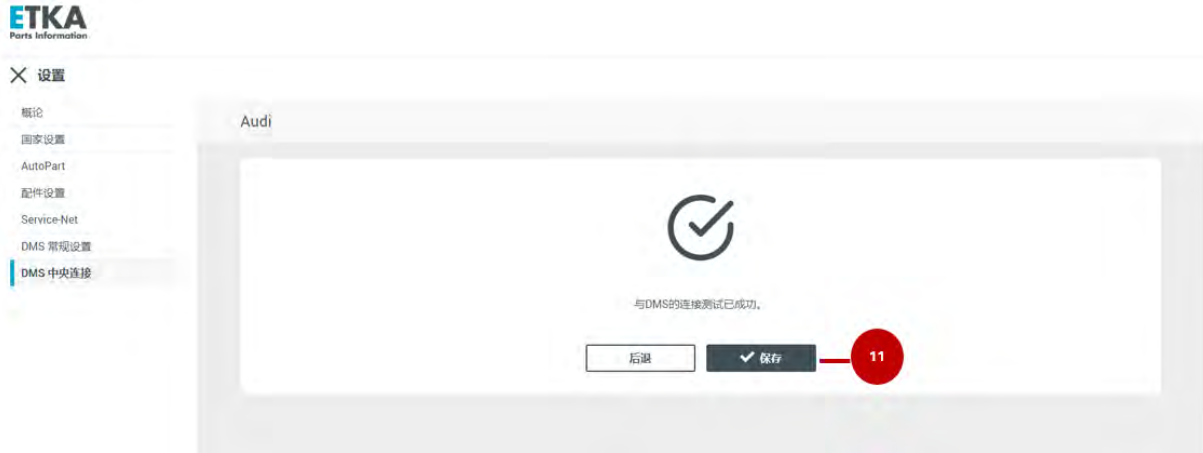 ETKA
Parts Information
设置
概论
国家设置
AutoPart
配件设置
Service-Net
DMS 常规设置
DMS 中央连接
Audi
与DMS的连接测试已成功。
后退
保存
11